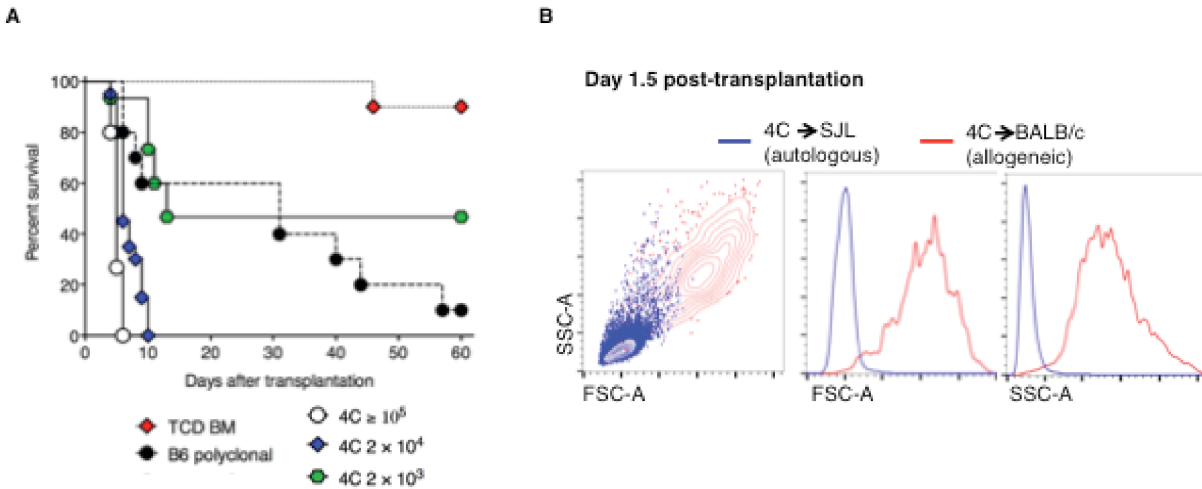 A
B
Day 1.5 post-transplantation
4C → SJL
(autologous)
4C → BALB/c
(allogeneic)
Percent survival
100
80
60
40
20
0
0 10 20 30 40 50 60
Days after transplantation
SSC-A
FSC-A
FSC-A
SSC-A
TCD BM
B6 polyclonal
4C ≥ 10⁵
4C 2 × 10⁴
4C 2 × 10³